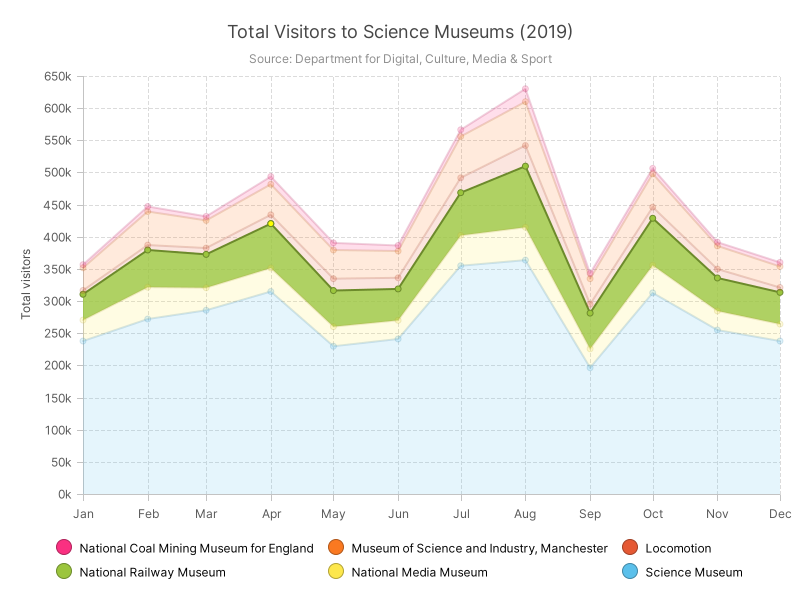 Total Visitors to Science Museums (2019)
Source: Department for Digital, Culture, Media & Sport
Total visitors
650k
600k
550k
500k
450k
400k
350k
300k
250k
200k
150k
100k
50k
0k
Jan Feb Mar Apr May Jun Jul Aug Sep Oct Nov Dec
National Coal Mining Museum for England Museum of Science and Industry, Manchester Locomotion
National Railway Museum National Media Museum Science Museum